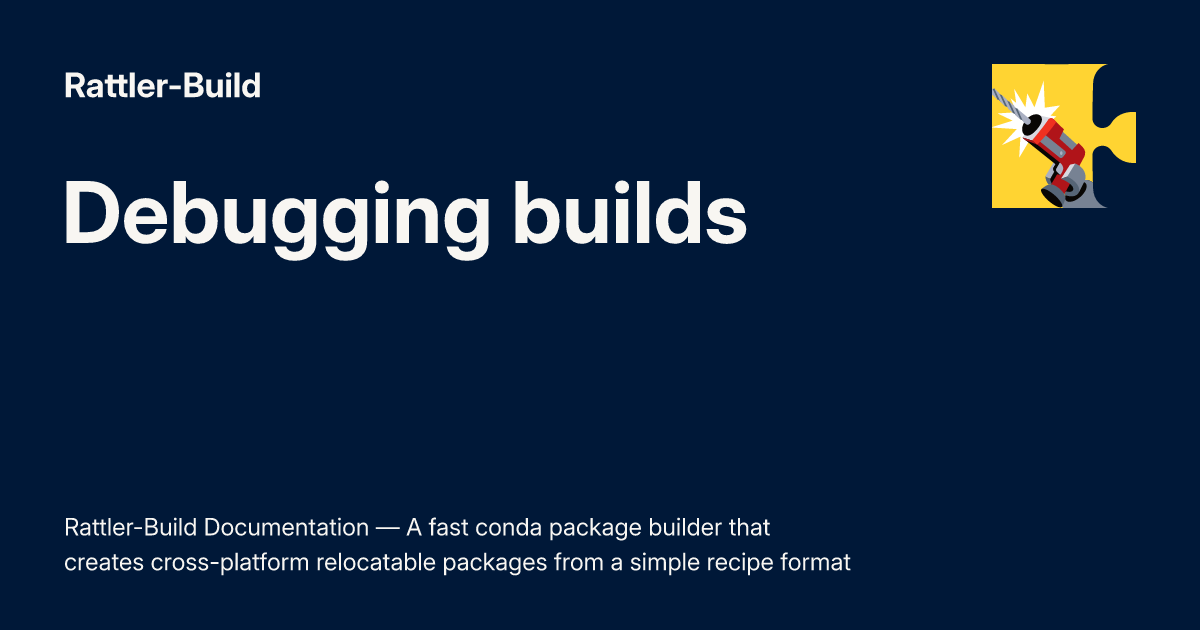 Rattler-Build
Debugging builds
Rattler-Build Documentation — A fast conda package builder that
creates cross-platform relocatable packages from a simple recipe format